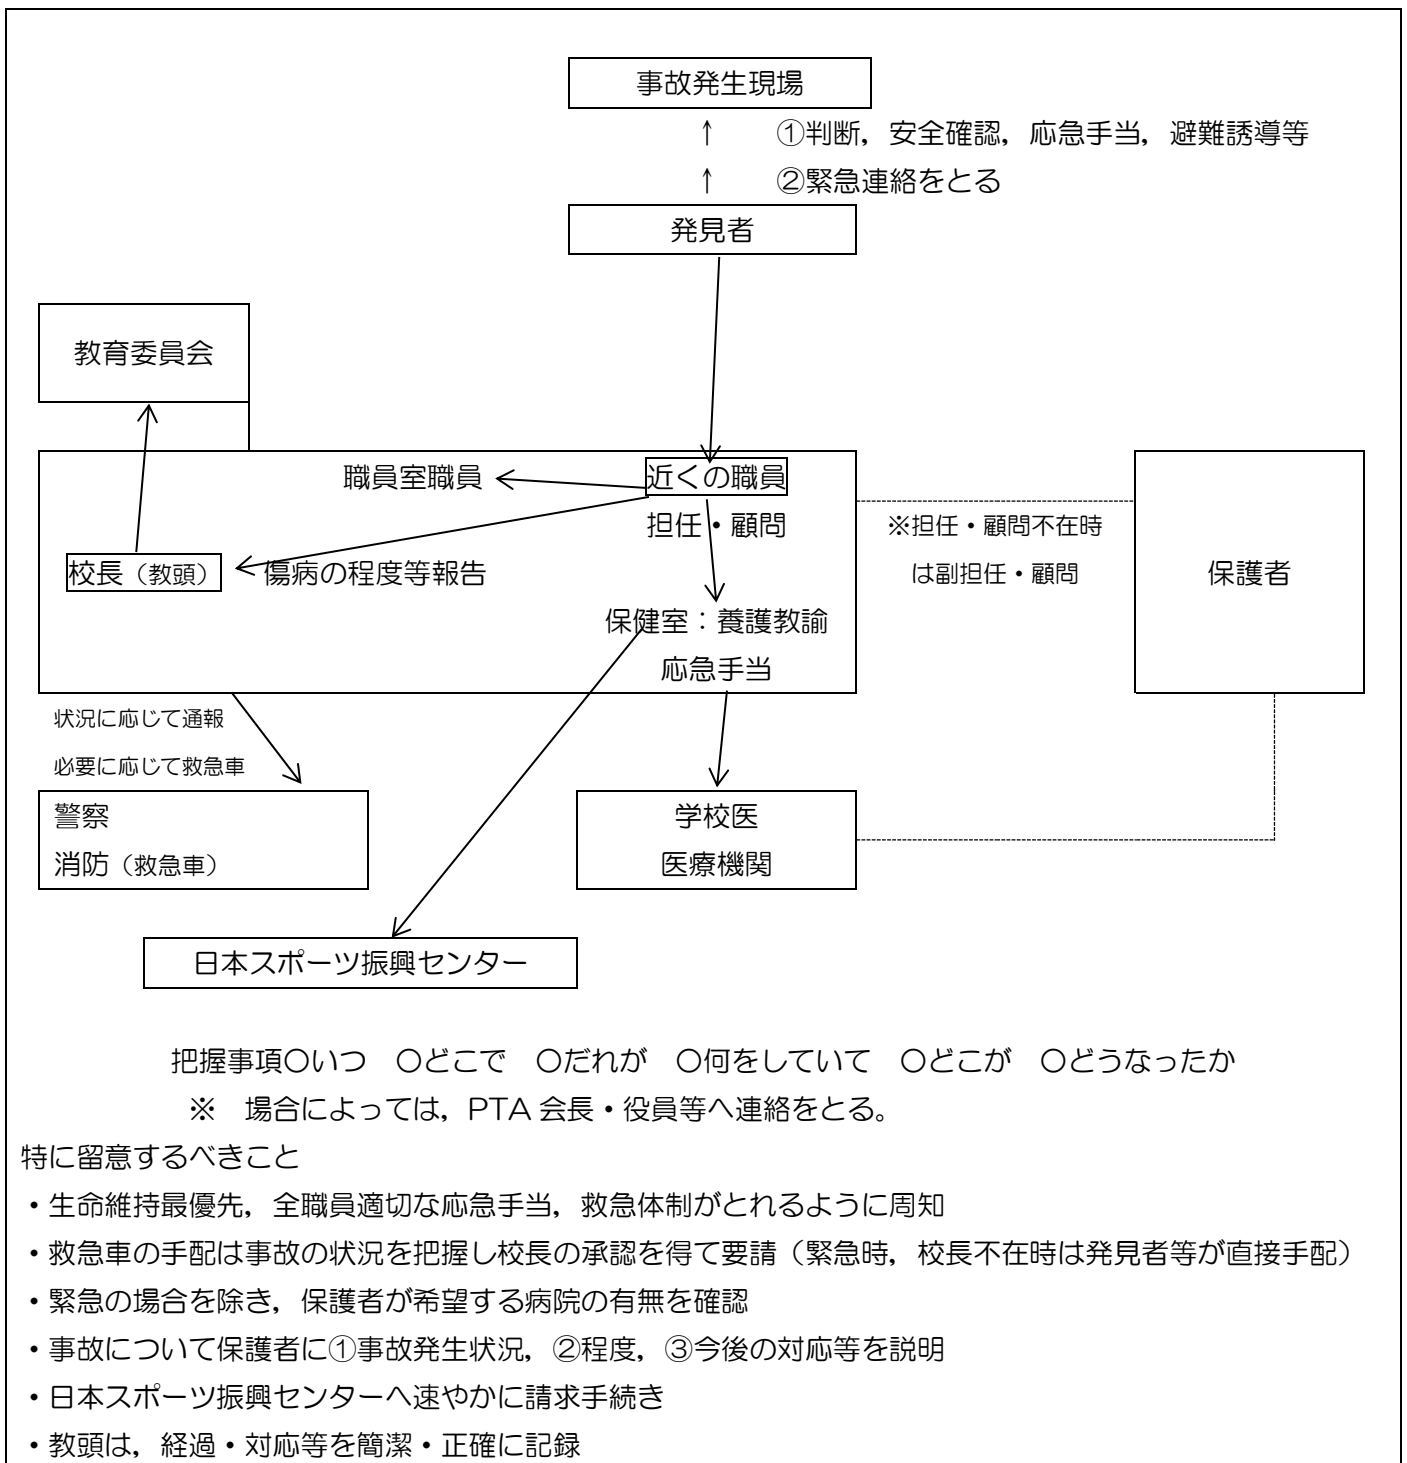 事故発生現場
↑ ①判断，安全確認，応急手当，避難誘導等
↑ ②緊急連絡をとる
発見者
教育委員会
職員室職員
近くの職員
担任・顧問
※担任・顧問不在時
は副担任・顧問
校長（教頭）
傷病の程度等報告
保護者
保健室：養護教諭
応急手当
状況に応じて通報
必要に応じて救急車
警察
消防（救急車）
学校医
医療機関
日本スポーツ振興センター
把握事項〇いつ　〇どこで　〇だれが　〇何をしていて　〇どこが　〇どうなったか
※　場合によっては，PTA 会長・役員等へ連絡をとる。
特に留意するべきこと
・生命維持最優先，全職員適切な応急手当，救急体制がとれるように周知
・救急車の手配は事故の状況を把握し校長の承認を得て要請（緊急時，校長不在時は発見者等が直接手配）
・緊急の場合を除き，保護者が希望する病院の有無を確認
・事故について保護者に①事故発生状況，②程度，③今後の対応等を説明
・日本スポーツ振興センターへ速やかに請求手続き
・教頭は，経過・対応等を簡潔・正確に記録